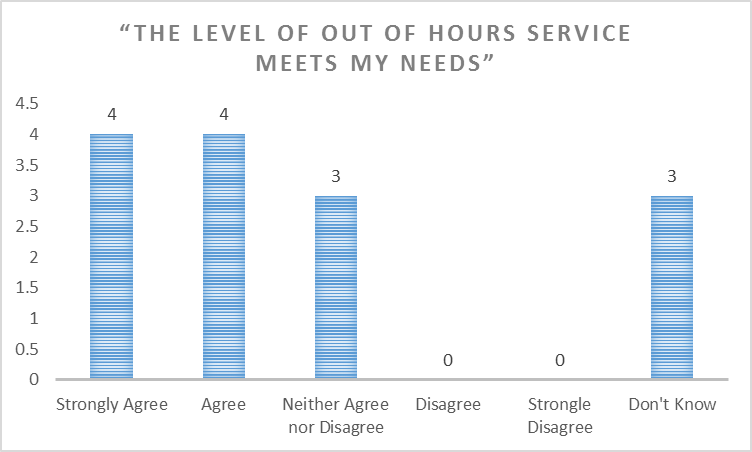 “THE LEVEL OF OUT OF HOURS SERVICE
MEETS MY NEEDS”
4.5
4
3.5
3
2.5
2
1.5
1
0.5
0
4
4
3
0
0
3
Strongly Agree
Agree
Neither Agree
nor Disagree
Disagree
Strongle
Disagree
Don't Know